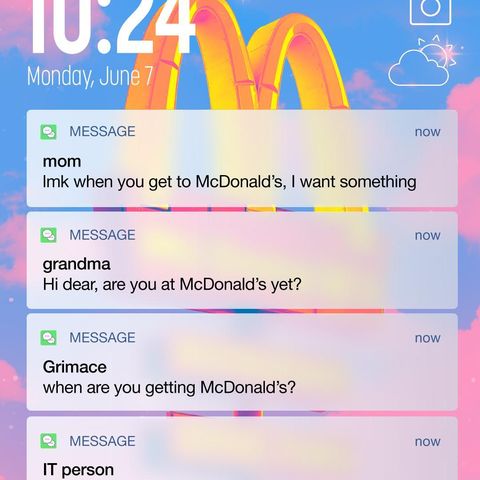 10:24
Monday, June 7
MESSAGE now
mom
lmk when you get to McDonald's, I want something
MESSAGE now
grandma
Hi dear, are you at McDonald's yet?
MESSAGE now
Grimace
when are you getting McDonald's?
MESSAGE now
IT person